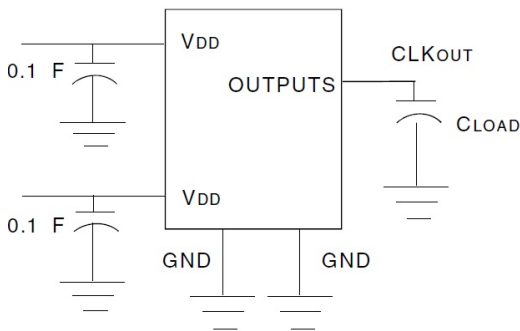 VDD
CLKOUT
0.1 F
OUTPUTS
CLOAD
VDD
0.1 F
GND
GND